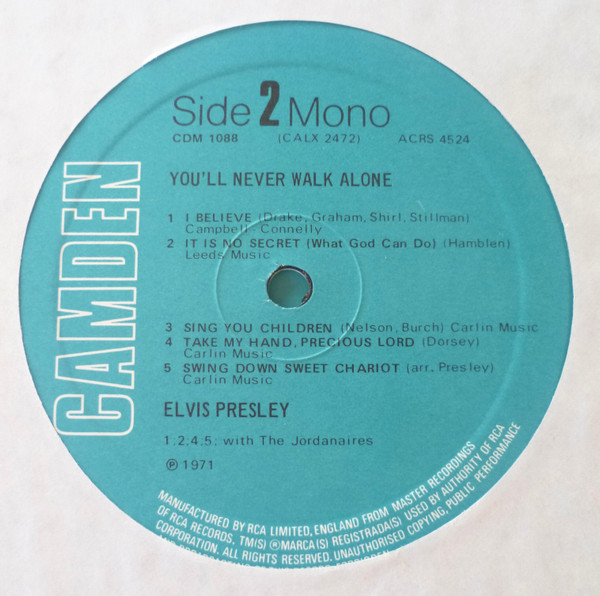 CAMDEN
Side 2 Mono
CDM 1088 (CALX 2472) ACRS 4524
YOU'LL NEVER WALK ALONE
1 I BELIEVE (Drake, Graham, Shirl, Stillman)
Campbell-Connelly
2 IT IS NO SECRET (What God Can Do) (Hamblen)
Leeds Music
3 SING YOU CHILDREN (Nelson, Burch) Carlin Music
4 TAKE MY HAND, PRECIOUS LORD (Dorsey)
Carlin Music
5 SWING DOWN SWEET CHARIOT (arr. Presley)
Carlin Music
ELVIS PRESLEY
1,2,4,5; with The Jordanaires
℗ 1971
MANUFACTURED BY RCA LIMITED, ENGLAND FROM MASTER RECORDINGS
OF RCA RECORDS, TM(S) ® MARCA(S) REGISTRADA(S) USED BY AUTHORITY OF RCA
CORPORATION. ALL RIGHTS RESERVED. UNAUTHORISED COPYING, PUBLIC PERFORMANCE